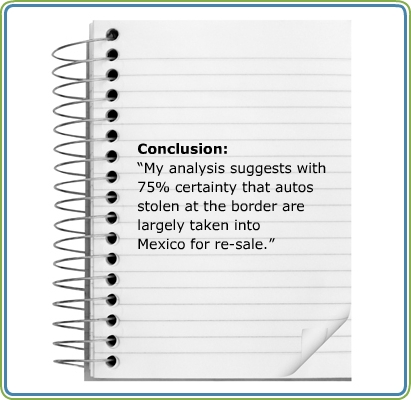 Conclusion:
“My analysis suggests with
75% certainty that autos
stolen at the border are
largely taken into
Mexico for re-sale.”